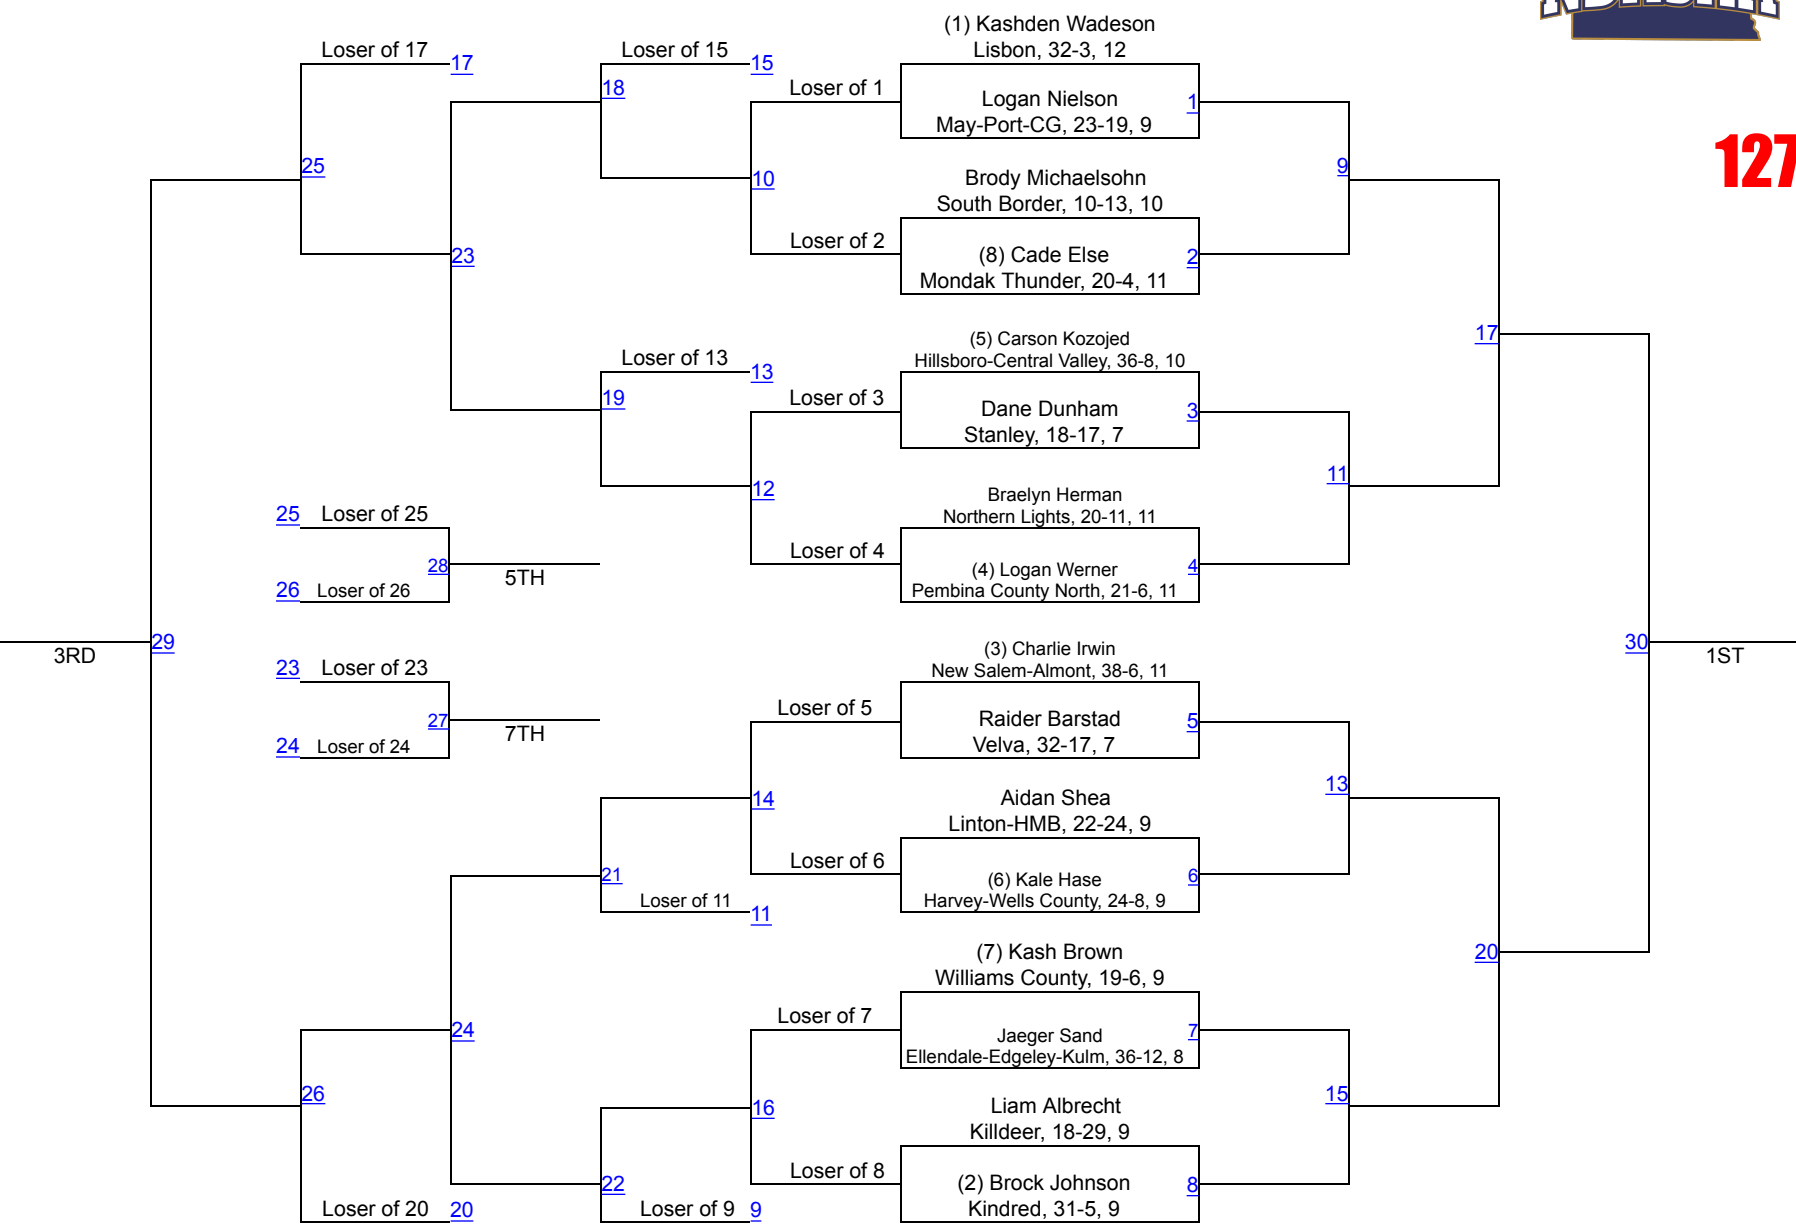 (1) Kashden Wadeson
Lisbon, 32-3, 12
Loser of 17
17
Loser of 15
15
18
Loser of 1
Logan Nielson
May-Port-CG, 23-19, 9
1
127
25
10
Brody Michaelsohn
South Border, 10-13, 10
9
23
Loser of 2
(8) Cade Else
Mondak Thunder, 20-4, 11
2
(5) Carson Kozojed
Hillsboro-Central Valley, 36-8, 10
17
Loser of 13
13
19
Loser of 3
Dane Dunham
Stanley, 18-17, 7
3
12
Braelyn Herman
Northern Lights, 20-11, 11
11
25
Loser of 25
Loser of 4
28
5TH
(4) Logan Werner
Pembina County North, 21-6, 11
4
26
Loser of 26
3RD
29
(3) Charlie Irwin
New Salem-Almont, 38-6, 11
30
1ST
23
Loser of 23
Loser of 5
27
7TH
Raider Barstad
Velva, 32-17, 7
5
24
Loser of 24
14
Aidan Shea
Linton-HMB, 22-24, 9
13
Loser of 6
21
(6) Kale Hase
Harvey-Wells County, 24-8, 9
6
Loser of 11
11
(7) Kash Brown
Williams County, 19-6, 9
20
Loser of 7
24
Jaeger Sand
Ellendale-Edgeley-Kulm, 36-12, 8
7
26
16
Liam Albrecht
Killdeer, 18-29, 9
15
Loser of 8
22
(2) Brock Johnson
Kindred, 31-5, 9
8
Loser of 20
20
Loser of 9
9